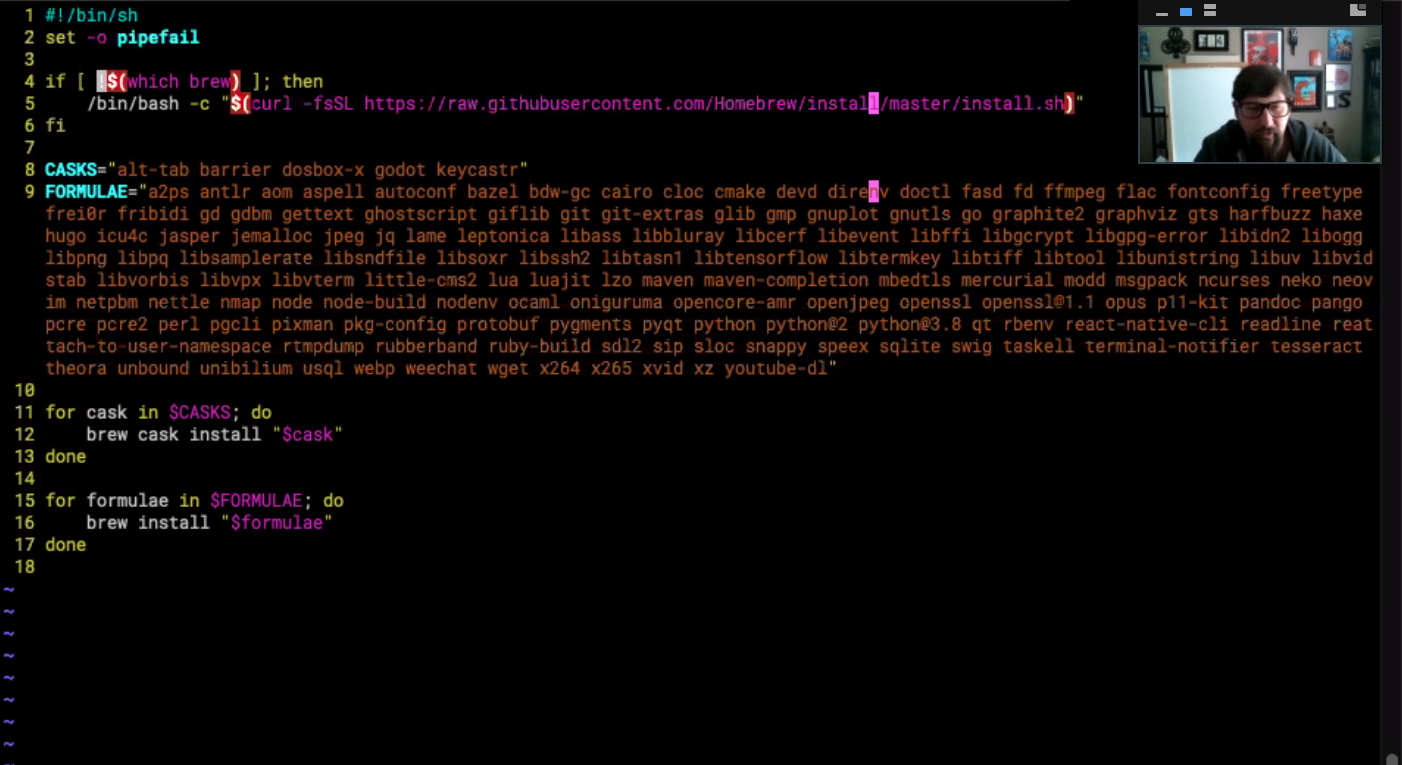 1 #!/bin/sh
2 set -o pipefail
3
4 if [ !$(which brew) ]; then
5     /bin/bash -c "$(curl -fsSL https://raw.githubusercontent.com/Homebrew/install/master/install.sh)"
6 fi
7
8 CASKS="alt-tab barrier dosbox-x godot keycastr"
9 FORMULAE="a2ps antlr aom aspell autoconf bazel bdw-gc cairo cloc cmake devd direnv doctl fasd fd ffmpeg flac fontconfig freetype
frei0r fribidi gd gdbm gettext ghostscript giflib git git-extras glib gmp gnuplot gnutls go graphite2 graphviz gts harfbuzz haxe
hugo icu4c jasper jemalloc jpeg jq lame leptonica libass libbluray libcerf libevent libffi libgcrypt libgpg-error libidn2 libogg
libpng libpq libsamplerate libsndfile libsoxr libssh2 libtasn1 libtensorflow libtermkey libtiff libtool libunistring libuv libvid
stab libvorbis libvpx libvterm little-cms2 lua luajit lzo maven maven-completion mbedtls mercurial modd msgpack ncurses neko neov
im netpbm nettle nmap node node-build nodenv ocaml oniguruma opencore-amr openjpeg openssl openssl@1.1 opus p11-kit pandoc pango
pcre pcre2 perl pgcli pixman pkg-config protobuf pygments pyqt python python@2 python@3.8 qt rbenv react-native-cli readline reat
tach-to-user-namespace rtmpdump rubberband ruby-build sdl2 sip sloc snappy speex sqlite swig taskell terminal-notifier tesseract
theora unbound unibilium usql webp weechat wget x264 x265 xvid xz youtube-dl"
10
11 for cask in $CASKS; do
12     brew cask install "$cask"
13 done
14
15 for formulae in $FORMULAE; do
16     brew install "$formulae"
17 done
18
~
~
~
~
~
~
~
~
~